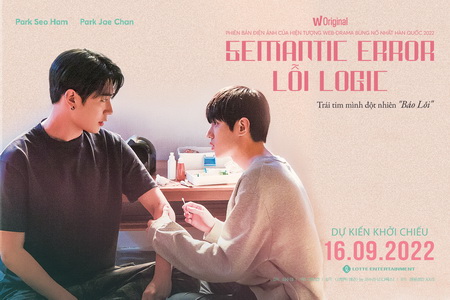 Park Seo Ham Park Jae Chan
W Original
PHIÊN BẢN ĐIỆN ẢNH CỦA HIỆN TƯỢNG WEB-DRAMA BÙNG NỔ NHẤT HÀN QUỐC 2022
SEMANTIC ERROR
LỖI LOGIC
Trái tim mình đột nhiên "Báo Lỗi"
DỰ KIẾN KHỞI CHIẾU
16.09.2022
LOTTE ENTERTAINMENT